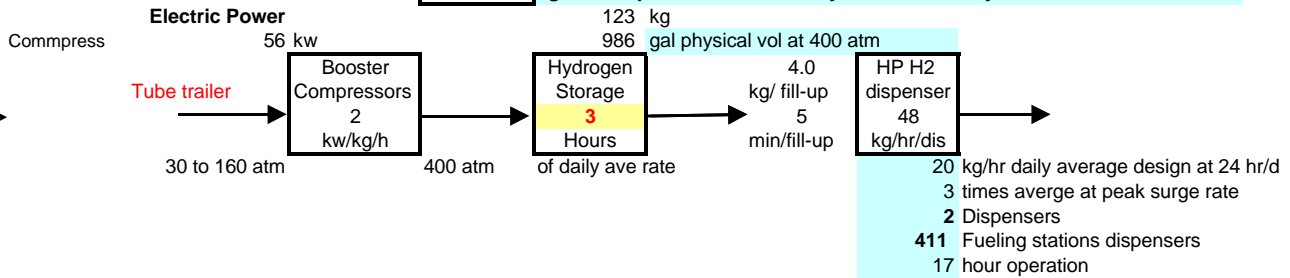 Electric Power 123 kg
Commpress 56 kw 986 gal physical vol at 400 atm
Booster Hydrogen 4.0 HP H2
Tube trailer Compressors Storage kg/ fill-up dispenser
2 3 5 48
kw/kg/h Hours min/fill-up kg/hr/dis
30 to 160 atm 400 atm of daily ave rate 20 kg/hr daily average design at 24 hr/d
3 times averge at peak surge rate
2 Dispensers
411 Fueling stations dispensers
17 hour operation